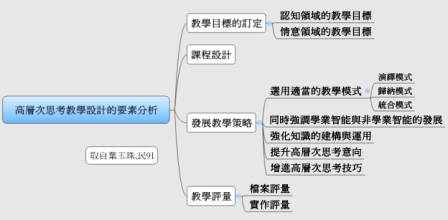 高層次思考教學設計的要素分析
教學目標的訂定
認知領域的教學目標
情意領域的教學目標
課程設計
發展教學策略
選用適當的教學模式
演繹模式
歸納模式
統合模式
同時強調學業智能與非學業智能的發展
強化知識的建構與運用
提升高層次思考意向
增進高層次思考技巧
教學評量
檔案評量
實作評量
取自葉玉珠,民91